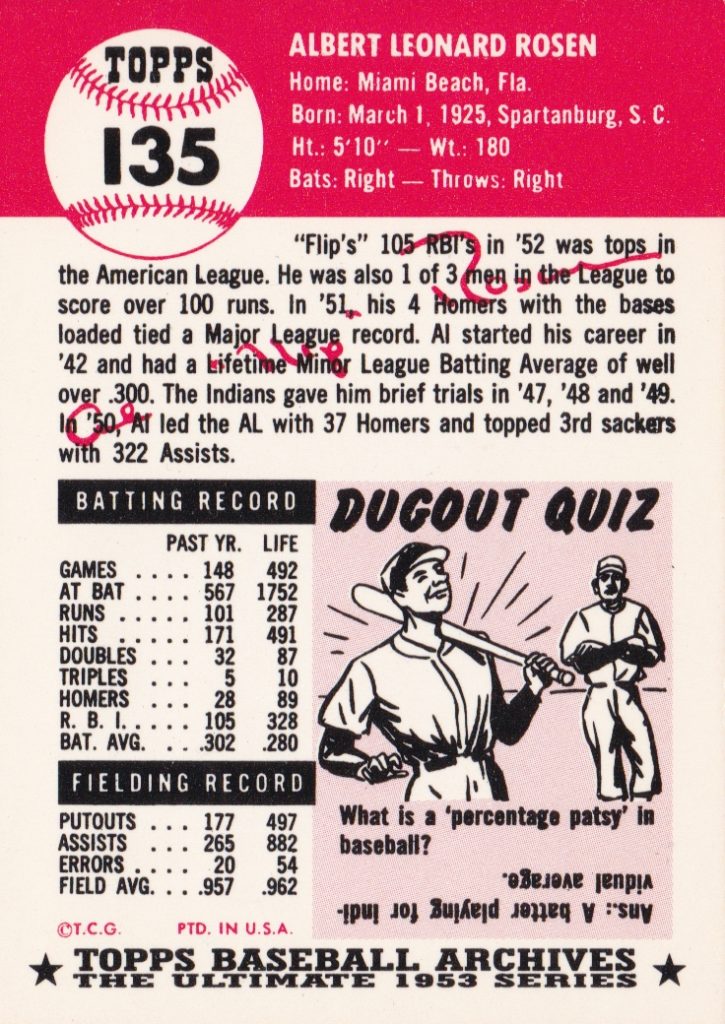 TOPPS
135
ALBERT LEONARD ROSEN
Home: Miami Beach, Fla.
Born: March 1, 1925, Spartanburg, S. C.
Ht.: 5'10" — Wt.: 180
Bats: Right — Throws: Right
"Flip's" 105 RBI's in '52 was tops in
the American League. He was also 1 of 3 men in the League to
score over 100 runs. In '51, his 4 Homers with the bases
loaded tied a Major League record. Al started his career in
'42 and had a Lifetime Minor League Batting Average of well
over .300. The Indians gave him brief trials in '47, '48 and '49.
In '50, Al led the AL with 37 Homers and topped 3rd sackers
with 322 Assists.
Al "Flip" Rosen
BATTING RECORD
PAST YR. LIFE
GAMES .... 148 492
AT BAT .... 567 1752
RUNS ..... 101 287
HITS ..... 171 491
DOUBLES ... 32 87
TRIPLES ... 5 10
HOMERS ... 28 89
R. B. I. .... 105 328
BAT. AVG. ... .302 .280
FIELDING RECORD
PUTOUTS ... 177 497
ASSISTS ... 265 882
ERRORS ... 20 54
FIELD AVG. ... .957 .962
©T.C.G. PTD. IN U.S.A.
DUGOUT QUIZ
What is a 'percentage patsy' in
baseball?
Ans.: A batter playing for indi-
vidual average.
TOPPS BASEBALL ARCHIVES
THE ULTIMATE 1953 SERIES